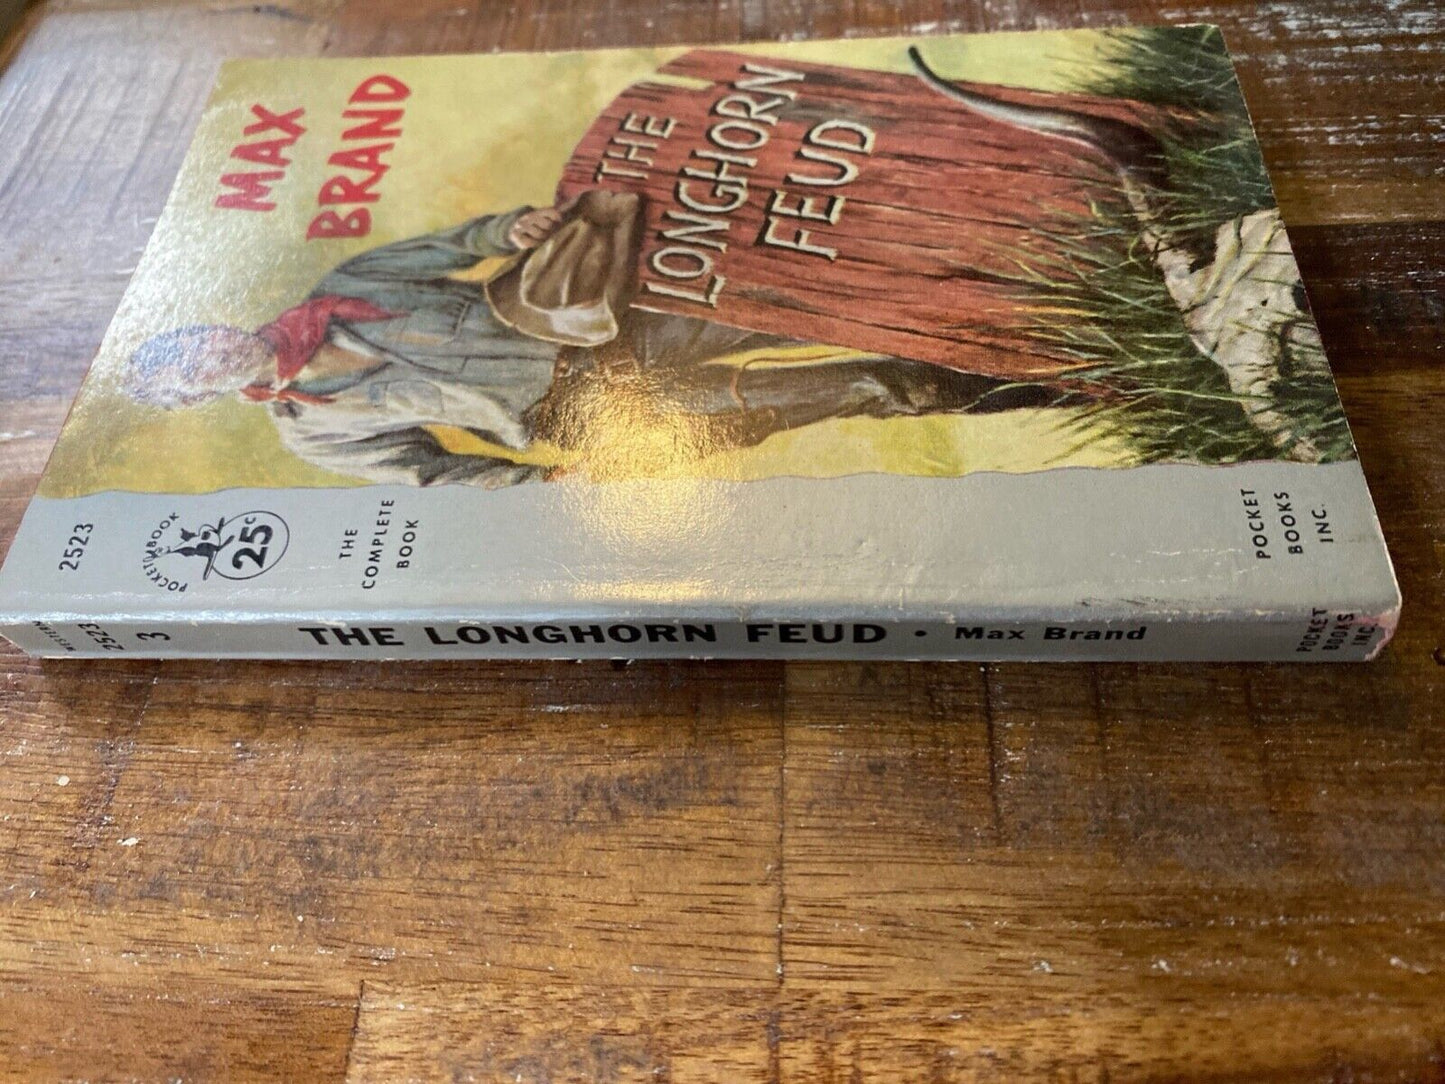 MAX
BRAND
THE
LONGHORN
FEUD
2523
POCKET BOOK
25¢
THE
COMPLETE
BOOK
POCKET
BOOKS
INC.
WESTERN
2523
3
THE LONGHORN FEUD • Max Brand
POCKET
BOOKS
INC.